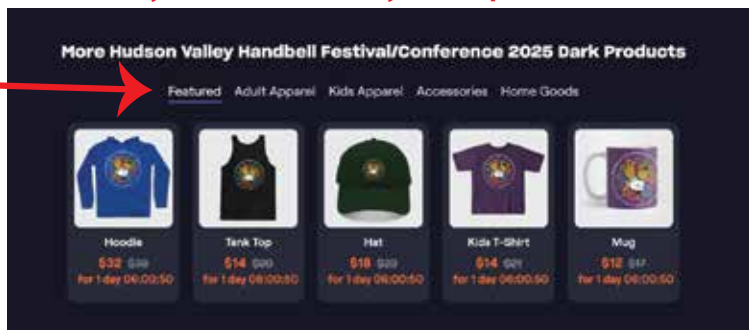 More Hudson Valley Handbell Festival/Conference 2025 Dark Products
Featured Adult Apparel Kids Apparel Accessories Home Goods
Hoodie Tank Top Hat Kids T-Shirt Mug
$32 $14 $20 $18 $14 $21 $12 $17
for 1 day 06:00:50 for 1 day 06:00:50 for 1 day 06:00:50 for 1 day 06:00:50 for 1 day 06:00:50